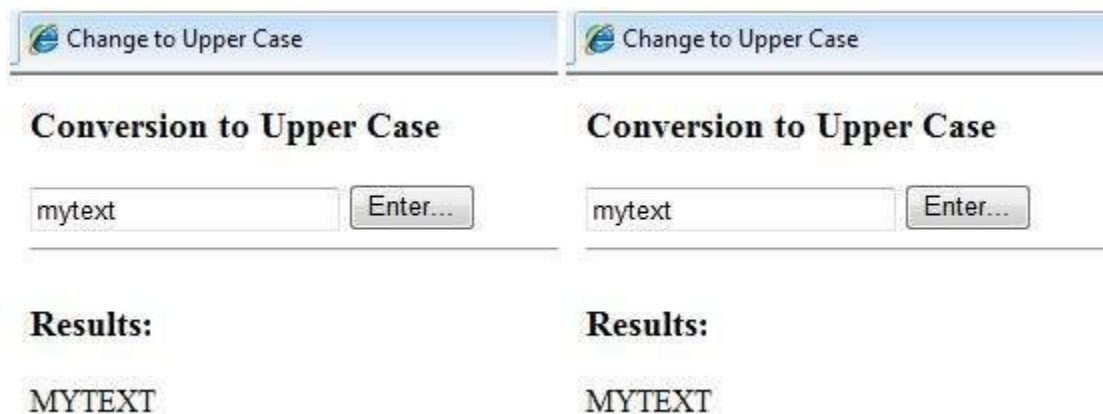 Change to Upper Case
Conversion to Upper Case
mytext Enter...
Results:
MYTEXT
Change to Upper Case
Conversion to Upper Case
mytext Enter...
Results:
MYTEXT